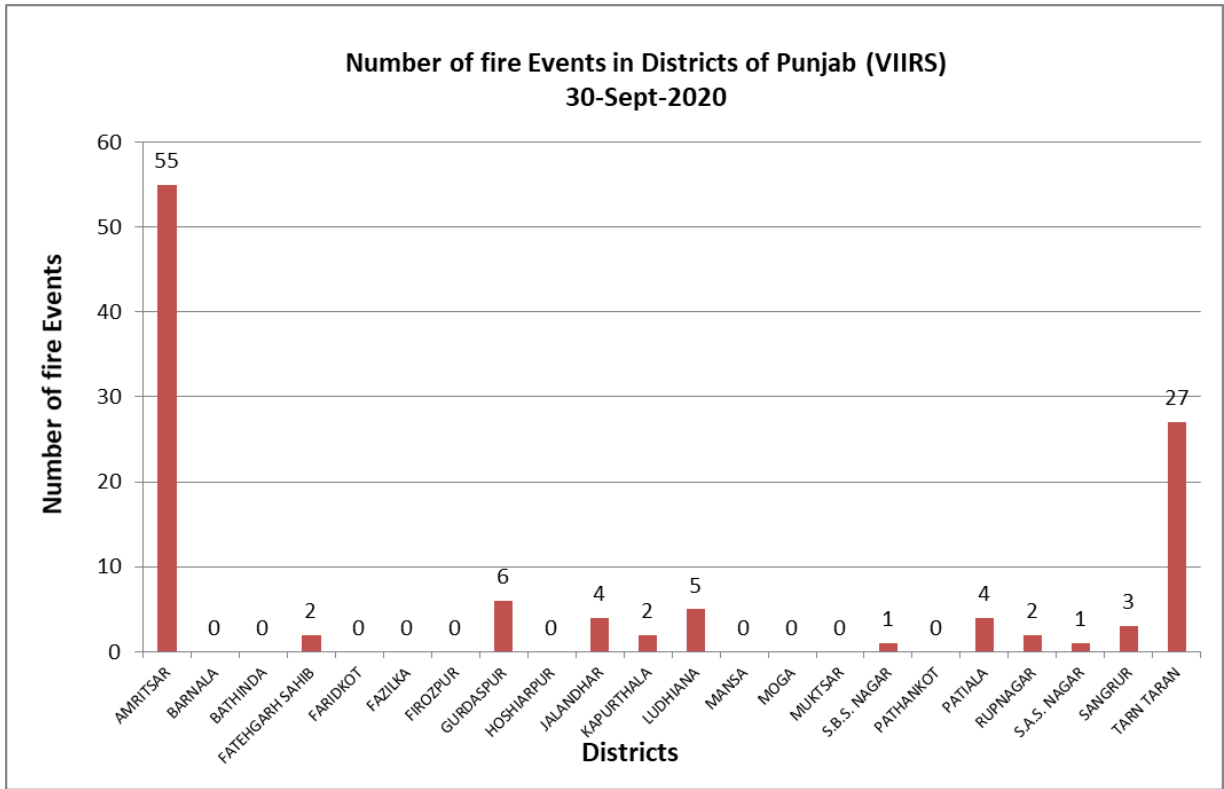 Number of fire Events in Districts of Punjab (VIIRS)
30-Sept-2020
Number of fire Events
60
50
40
30
20
10
0
55
0
0
2
0
0
0
6
0
4
2
5
0
0
0
1
0
4
2
1
3
27
AMRITSAR
BARNALA
BATHINDA
FATEHGARH SAHIB
FARIDKOT
FAZILKA
FIROZPUR
GURDASPUR
HOSHIARPUR
JALANDHAR
KAPURTHALA
LUDHIANA
MANSA
MOGA
MUKTSAR
S.B.S. NAGAR
PATHANKOT
PATIALA
RUPNAGAR
S.A.S. NAGAR
SANGRUR
TARN TARAN
Districts